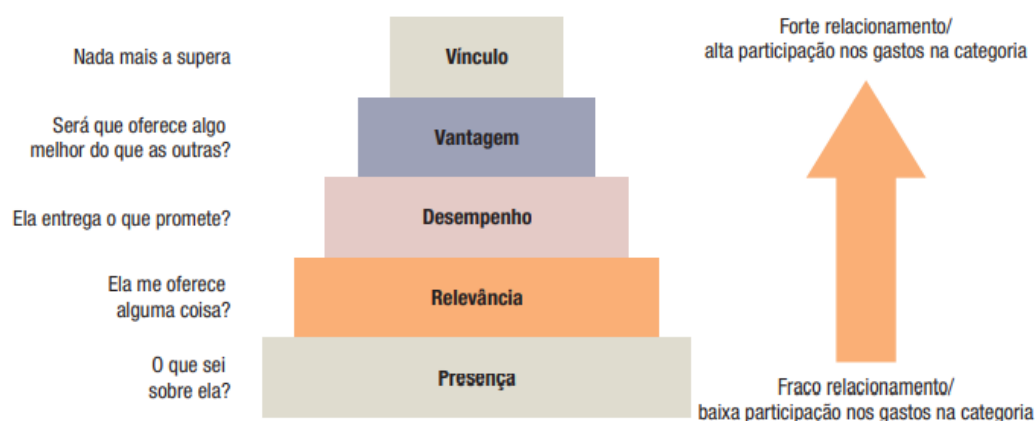 Nada mais a supera
Vínculo
Forte relacionamento/
alta participação nos gastos na categoria
Será que oferece algo
melhor do que as outras?
Vantagem
Ela entrega o que promete?
Desempenho
Ela me oferece
alguma coisa?
Relevância
O que sei
sobre ela?
Presença
Fraco relacionamento/
baixa participação nos gastos na categoria